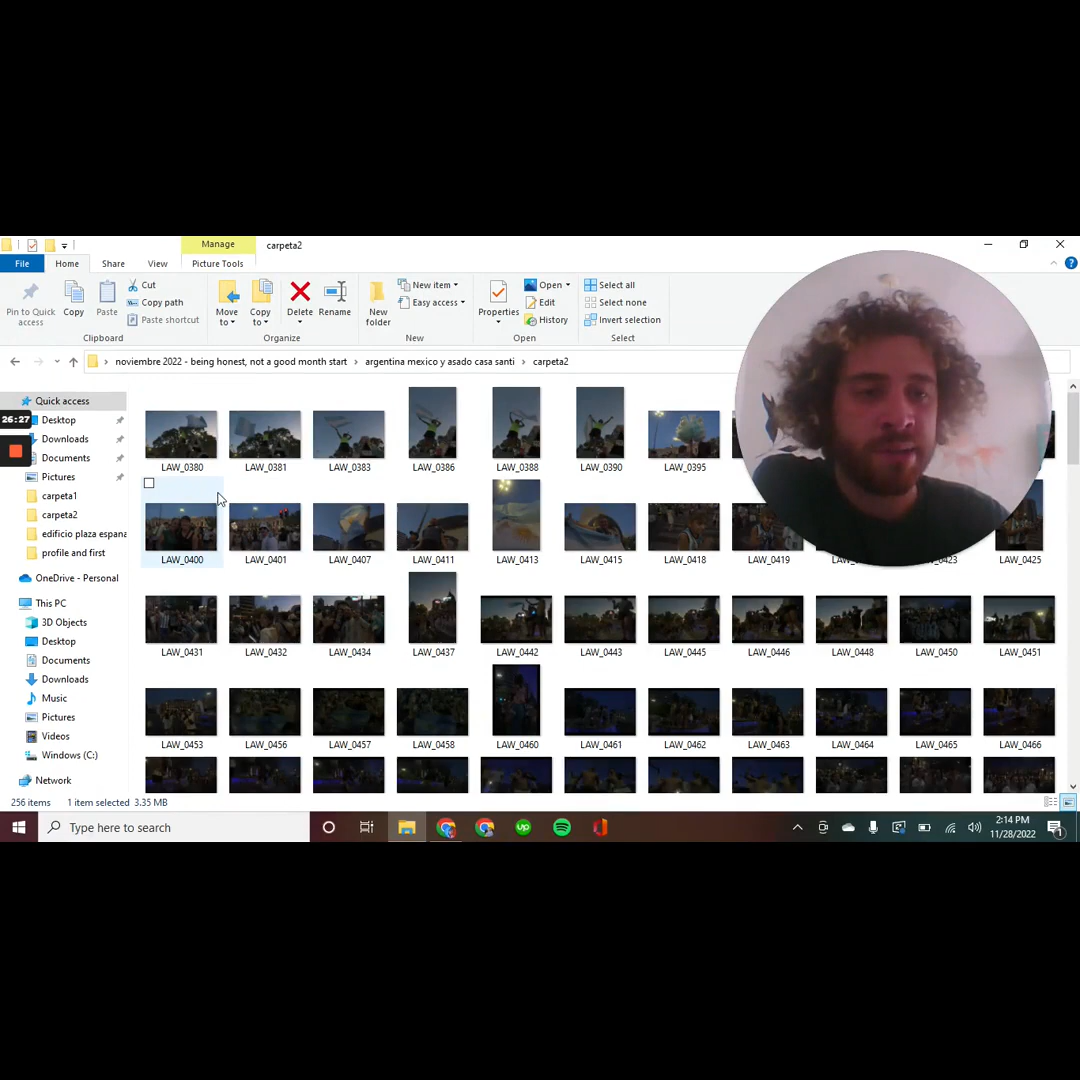 Manage
carpeta2
File
Home
Share
View
Picture Tools
Pin to Quick
access
Copy
Paste
Cut
Copy path
Paste shortcut
Clipboard
Move
to
Copy
to
Delete
Rename
Organize
New
folder
New item
Easy access
New
Properties
Open
Edit
History
Open
Select all
Select none
Invert selection
Select
noviembre 2022 - being honest, not a good month start > argentina mexico y asado casa santi > carpeta2
Quick access
Desktop
Downloads
Documents
Pictures
carpeta1
carpeta2
edificio plaza espana
profile and first
OneDrive - Personal
This PC
3D Objects
Desktop
Documents
Downloads
Music
Pictures
Videos
Windows (C:)
Network
26:27
LAW_0380 LAW_0381 LAW_0383 LAW_0386 LAW_0388 LAW_0390 LAW_0395
LAW_0400 LAW_0401 LAW_0407 LAW_0411 LAW_0413 LAW_0415 LAW_0418 LAW_0419 LAW_0425
LAW_0431 LAW_0432 LAW_0434 LAW_0437 LAW_0442 LAW_0443 LAW_0445 LAW_0446 LAW_0448 LAW_0450 LAW_0451
LAW_0453 LAW_0456 LAW_0457 LAW_0458 LAW_0460 LAW_0461 LAW_0462 LAW_0463 LAW_0464 LAW_0465 LAW_0466
256 items 1 item selected 3.35 MB
Type here to search
up
2:14 PM
11/28/2022
1